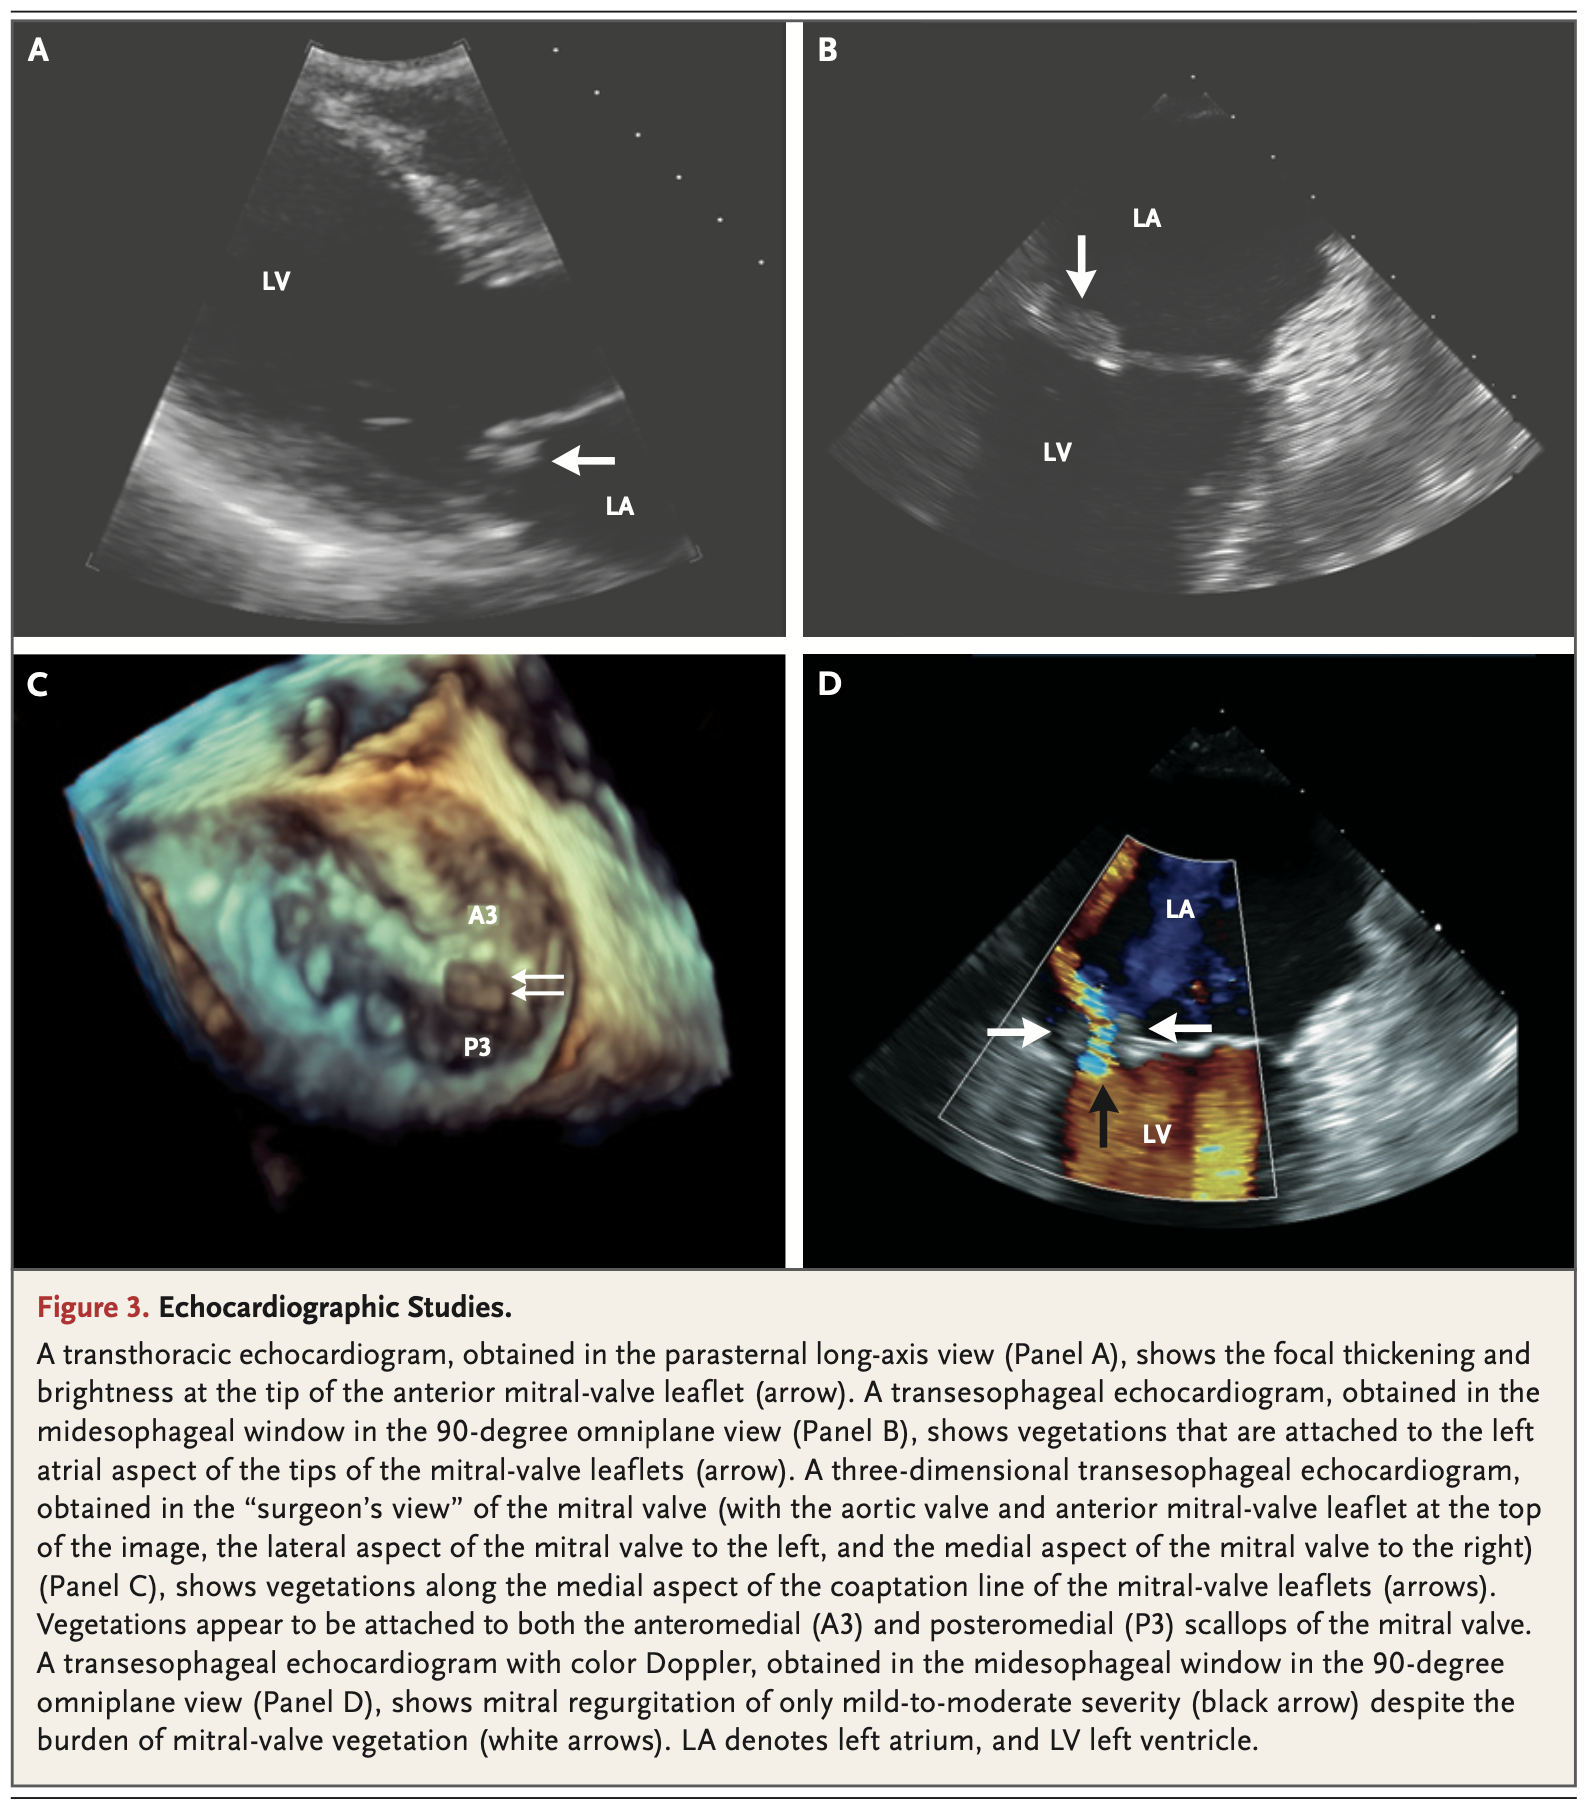 A
LV
LA
B
LA
LV
C
A3
P3
D
LA
LV
Figure 3. Echocardiographic Studies.
A transthoracic echocardiogram, obtained in the parasternal long-axis view (Panel A), shows the focal thickening and
brightness at the tip of the anterior mitral-valve leaflet (arrow). A transesophageal echocardiogram, obtained in the
midesophageal window in the 90-degree omniplane view (Panel B), shows vegetations that are attached to the left
atrial aspect of the tips of the mitral-valve leaflets (arrow). A three-dimensional transesophageal echocardiogram,
obtained in the “surgeon’s view” of the mitral valve (with the aortic valve and anterior mitral-valve leaflet at the top
of the image, the lateral aspect of the mitral valve to the left, and the medial aspect of the mitral valve to the right)
(Panel C), shows vegetations along the medial aspect of the coaptation line of the mitral-valve leaflets (arrows).
Vegetations appear to be attached to both the anteromedial (A3) and posteromedial (P3) scallops of the mitral valve.
A transesophageal echocardiogram with color Doppler, obtained in the midesophageal window in the 90-degree
omniplane view (Panel D), shows mitral regurgitation of only mild-to-moderate severity (black arrow) despite the
burden of mitral-valve vegetation (white arrows). LA denotes left atrium, and LV left ventricle.